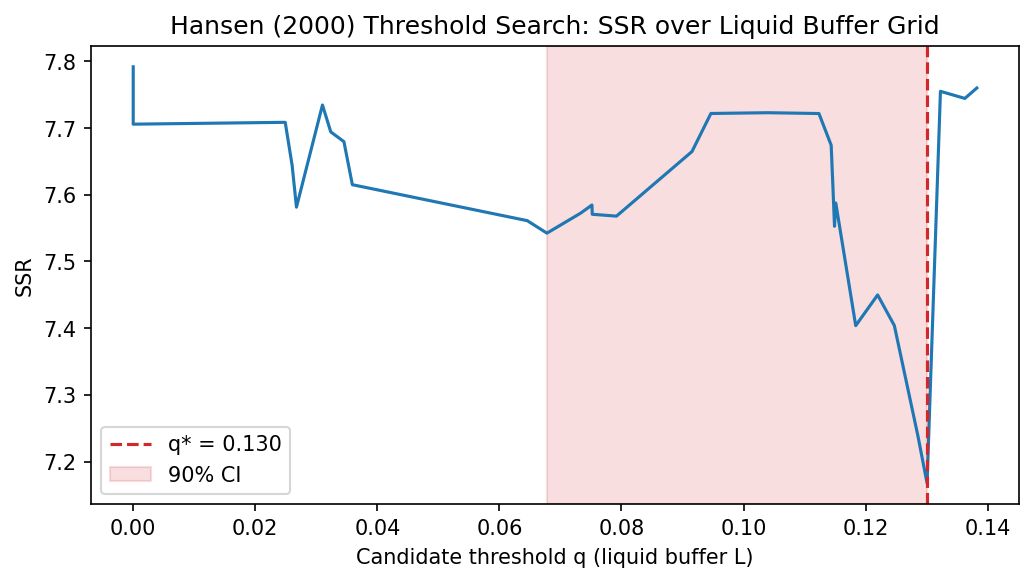 Hansen (2000) Threshold Search: SSR over Liquid Buffer Grid
SSR
7.8
7.7
7.6
7.5
7.4
7.3
7.2
q* = 0.130
90% CI
0.00 0.02 0.04 0.06 0.08 0.10 0.12 0.14
Candidate threshold q (liquid buffer L)